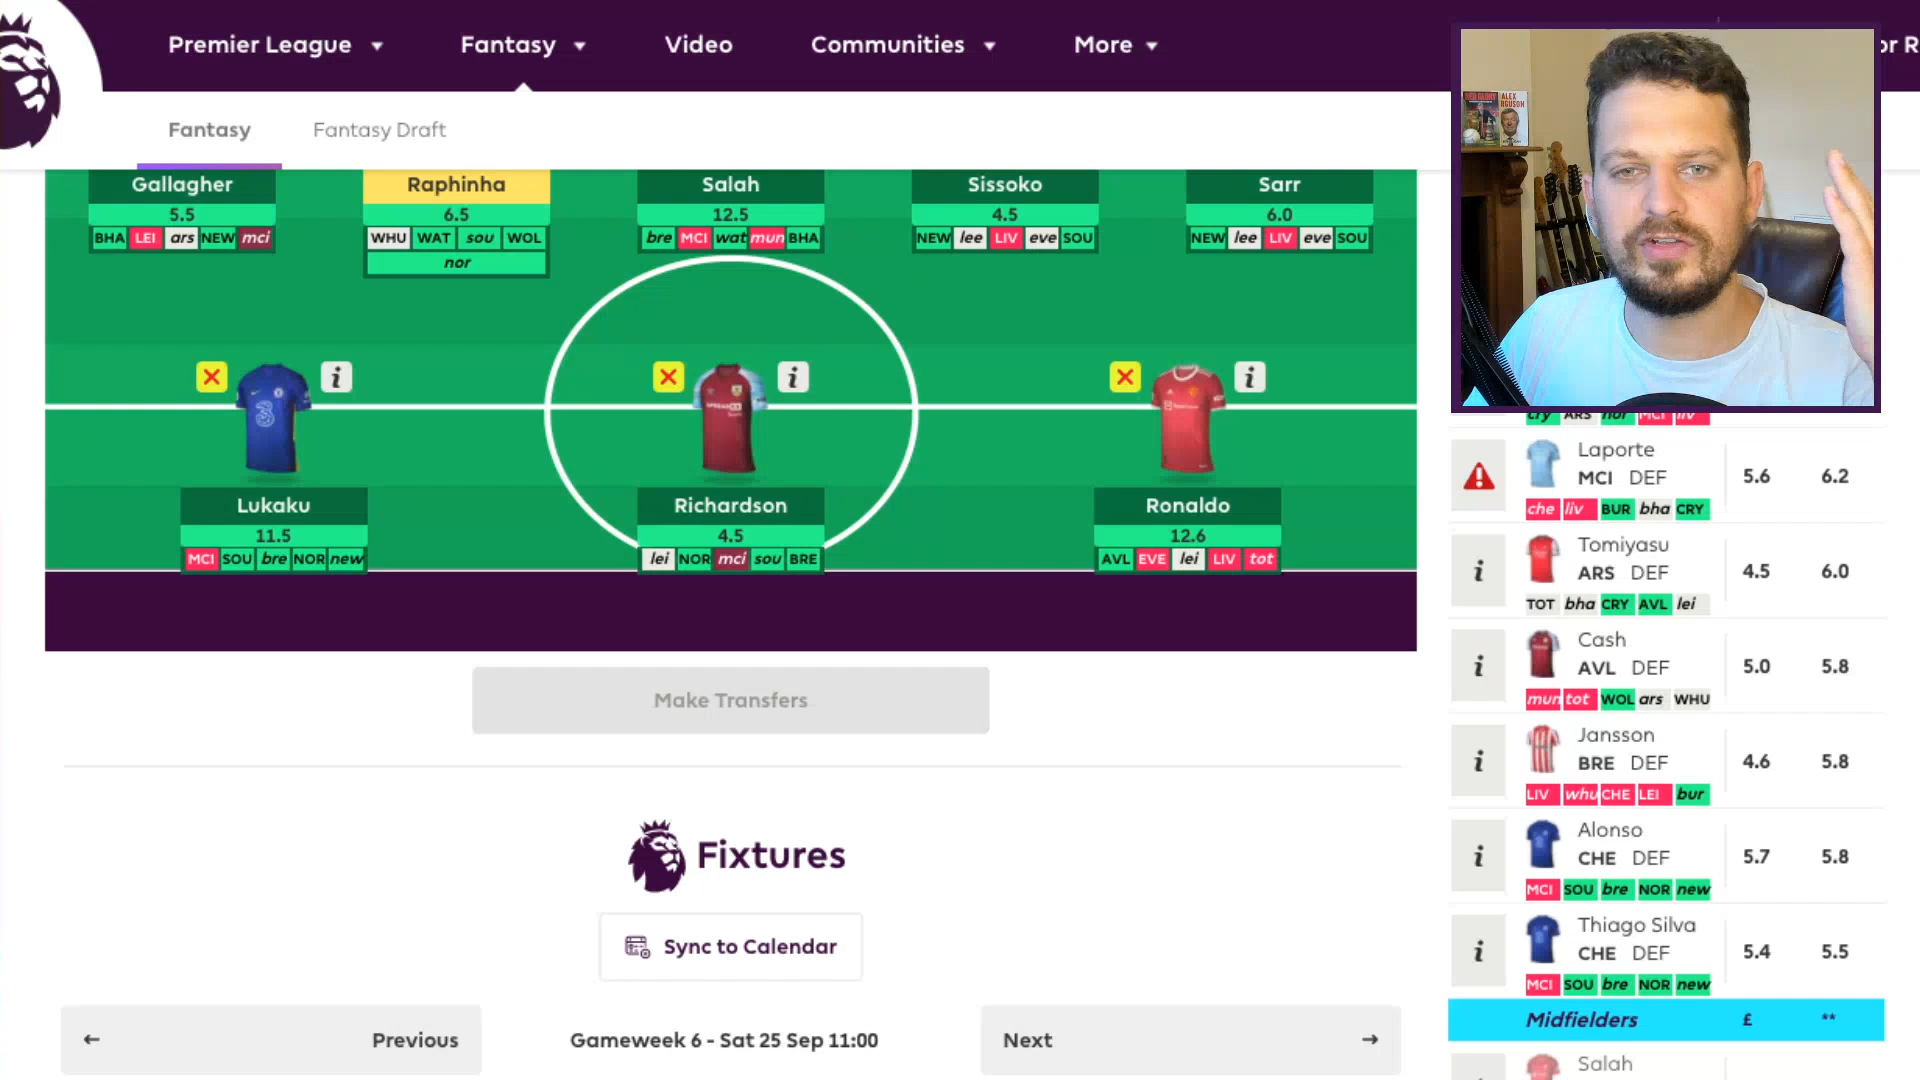 Premier League
Fantasy
Video
Communities
More
or R
Fantasy
Fantasy Draft
Gallagher
5.5
BHA LEI ars NEW mci
Raphinha
6.5
WHU WAT sou WOL
nor
Salah
12.5
bre MCI wat mun BHA
Sissoko
4.5
NEW lee LIV eve SOU
Sarr
6.0
NEW lee LIV eve SOU
Lukaku
11.5
MCI SOU bre NOR new
Richardson
4.5
lei NOR mci sou BRE
Ronaldo
12.6
AVL EVE lei LIV tot
Make Transfers
Fixtures
Sync to Calendar
Previous
Gameweek 6 - Sat 25 Sep 11:00
Next
ALEX
cry ARS nor MCI liv
Laporte
MCI DEF
5.6 6.2
che liv BUR bha CRY
Tomiyasu
ARS DEF
4.5 6.0
TOT bha CRY AVL lei
Cash
AVL DEF
5.0 5.8
mun tot WOL ars WHU
Jansson
BRE DEF
4.6 5.8
LIV whu CHE LEI bur
Alonso
CHE DEF
5.7 5.8
MCI SOU bre NOR new
Thiago Silva
CHE DEF
5.4 5.5
MCI SOU bre NOR new
Midfielders £ **
Salah